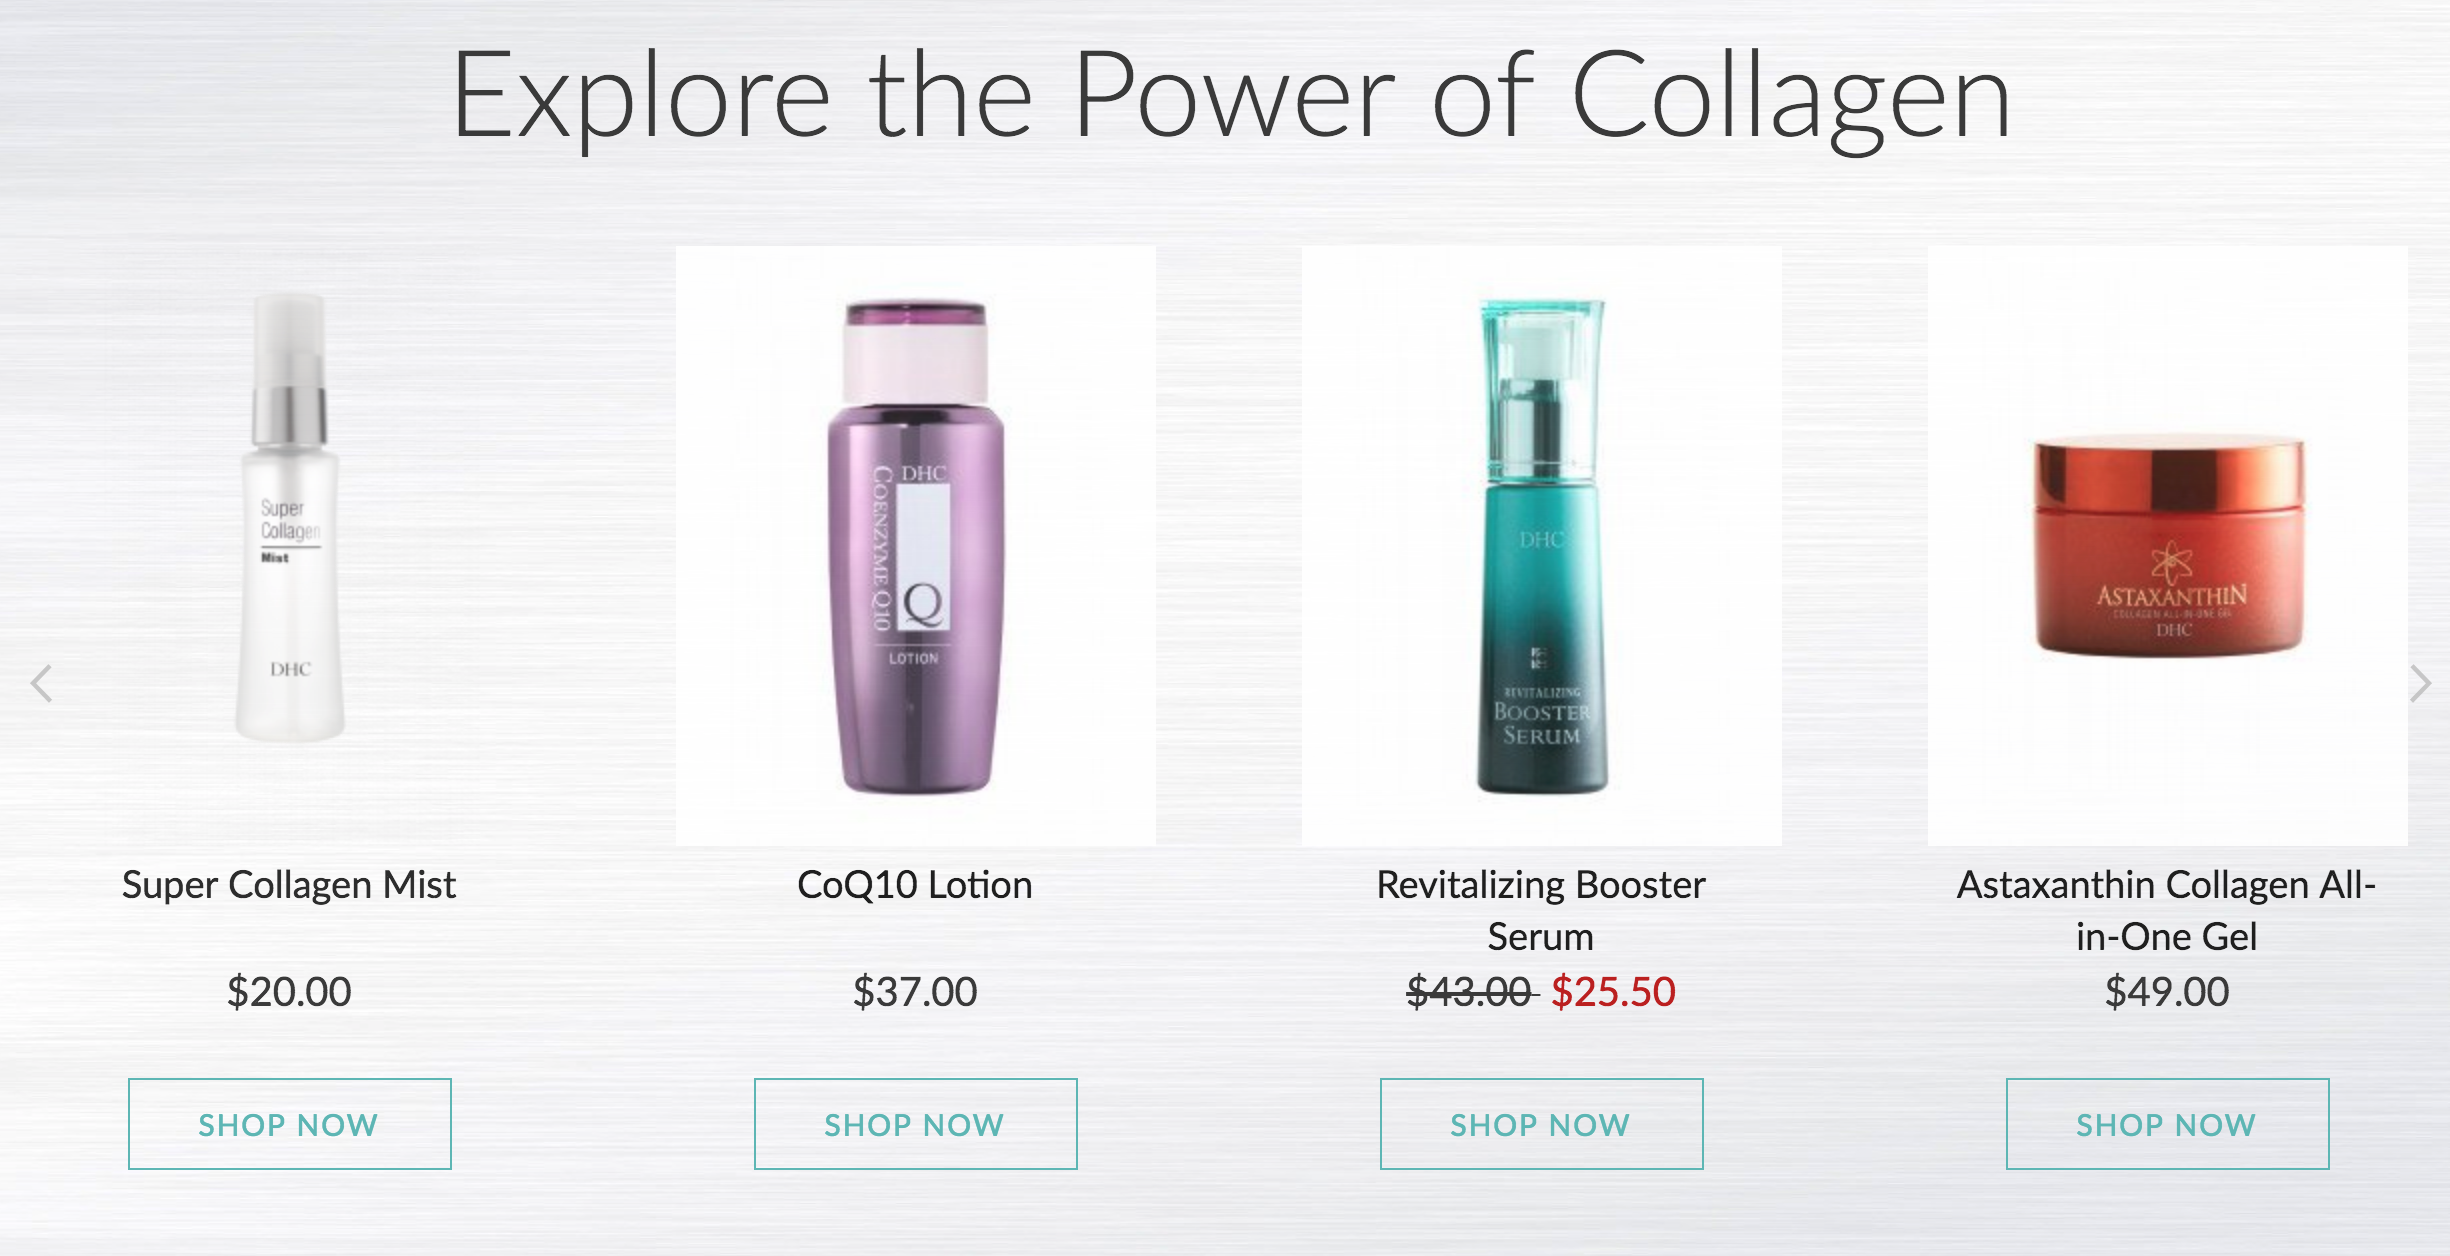 Explore the Power of Collagen
Super
Collagen
Mist
DHC
DHC
COENZYME Q10
Q
LOTION
DHC
REVITALIZING
BOOSTER
SERUM
ASTAXANTHIN
COLLAGEN ALL-IN-ONE GEL
DHC
Super Collagen Mist
$20.00
SHOP NOW
CoQ10 Lotion
$37.00
SHOP NOW
Revitalizing Booster
Serum
$43.00 $25.50
SHOP NOW
Astaxanthin Collagen All-
in-One Gel
$49.00
SHOP NOW